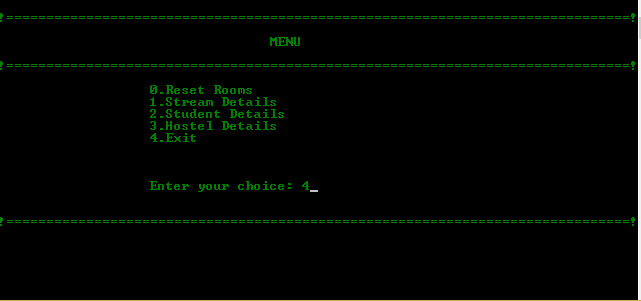 !==============================================================================!
MENU
!==============================================================================!
0.Reset Rooms
1.Stream Details
2.Student Details
3.Hostel Details
4.Exit
Enter your choice: 4_
!==============================================================================!